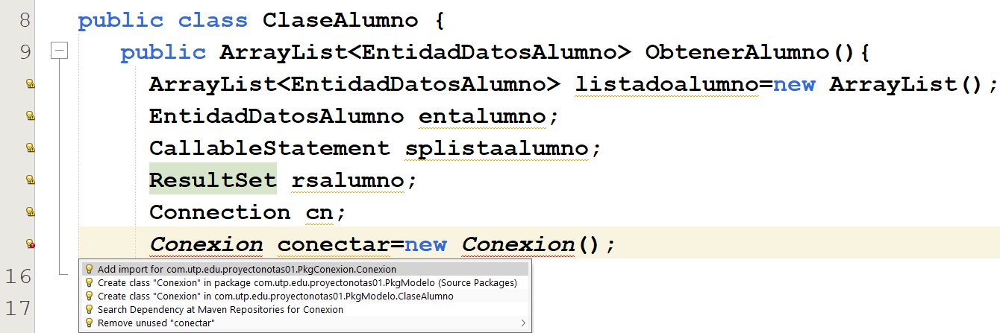 8 public class ClaseAlumno {
9 public ArrayList<EntidadDatosAlumno> ObtenerAlumno(){
ArrayList<EntidadDatosAlumno> listadoalumno=new ArrayList();
EntidadDatosAlumno entalumno;
CallableStatement splistaalumno;
ResultSet rsalumno;
Connection cn;
Conexion conectar=new Conexion();
Add import for com.utp.edu.proyectonotas01.PkgConexion.Conexion
16
Create class "Conexion" in package com.utp.edu.proyectonotas01.PkgModelo (Source Packages)
Create class "Conexion" in com.utp.edu.proyectonotas01.PkgModelo.ClaseAlumno
17
Search Dependency at Maven Repositories for Conexion
Remove unused "conectar"